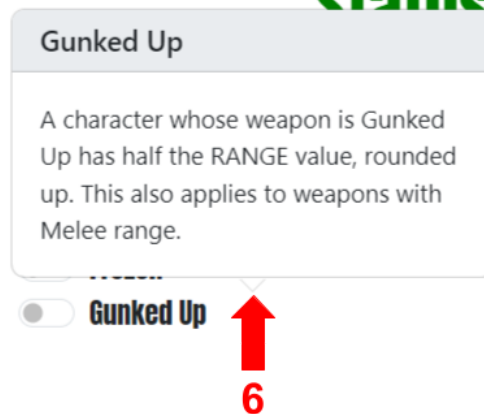 Gunked Up
A character whose weapon is Gunked
Up has half the RANGE value, rounded
up. This also applies to weapons with
Melee range.
Gunked Up
6